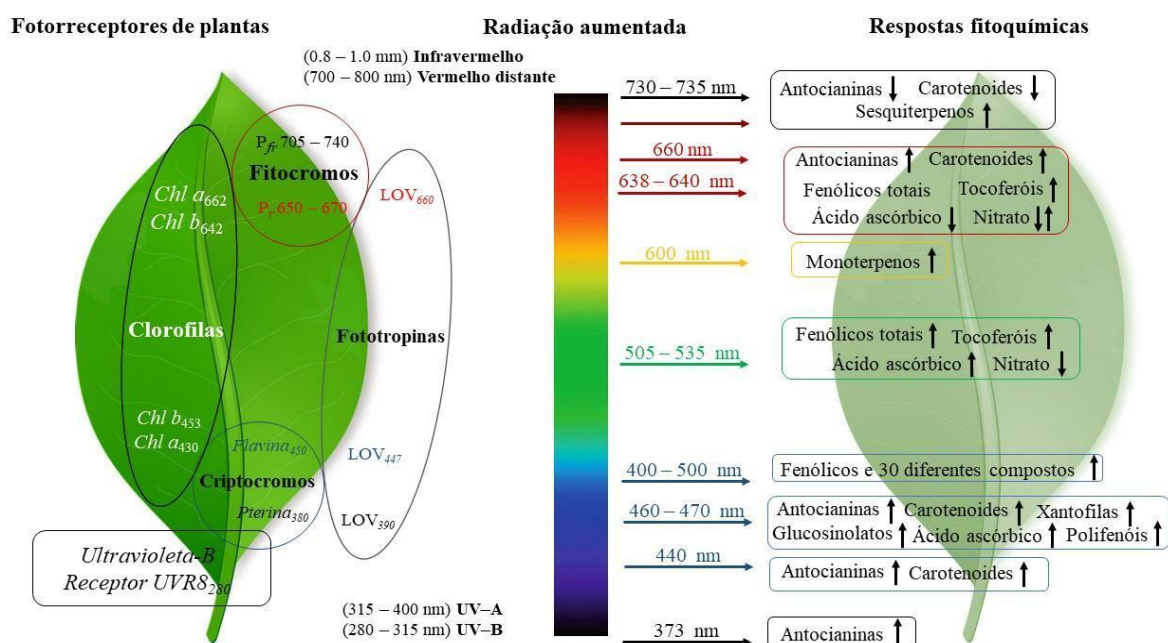 Fotorreceptores de plantas
Radiação aumentada
Respostas fitoquímicas
(0.8 – 1.0 mm) Infravermelho
(700 – 800 nm) Vermelho distante
P fr 705 – 740
Fitocromos
P r 650 – 670
Chl a662
Chl b642
LOV660
Clorofilas
Fototropinas
Chl b453
Chl a430
Flavina450
LOV447
Criptocromos
Pterina380
LOV390
Ultravioleta-B
Receptor UVR8280
(315 – 400 nm) UV–A
(280 – 315 nm) UV–B
730 – 735 nm
660 nm
638 – 640 nm
600 nm
505 – 535 nm
400 – 500 nm
460 – 470 nm
440 nm
373 nm
Antocianinas ↓ Carotenoides ↓
Sesquiterpenos ↑
Antocianinas ↑ Carotenoides ↑
Fenólicos totais Tocoferóis ↑
Ácido ascórbico ↓ Nitrato ↓↑
Monoterpenos ↑
Fenólicos totais ↑ Tocoferóis ↑
Ácido ascórbico ↑ Nitrato ↓
Fenólicos e 30 diferentes compostos ↑
Antocianinas ↑ Carotenoides ↑ Xantofilas ↑
Glucosinolatos ↑ Ácido ascórbico ↑ Polifenóis ↑
Antocianinas ↑ Carotenoides ↑
Antocianinas ↑